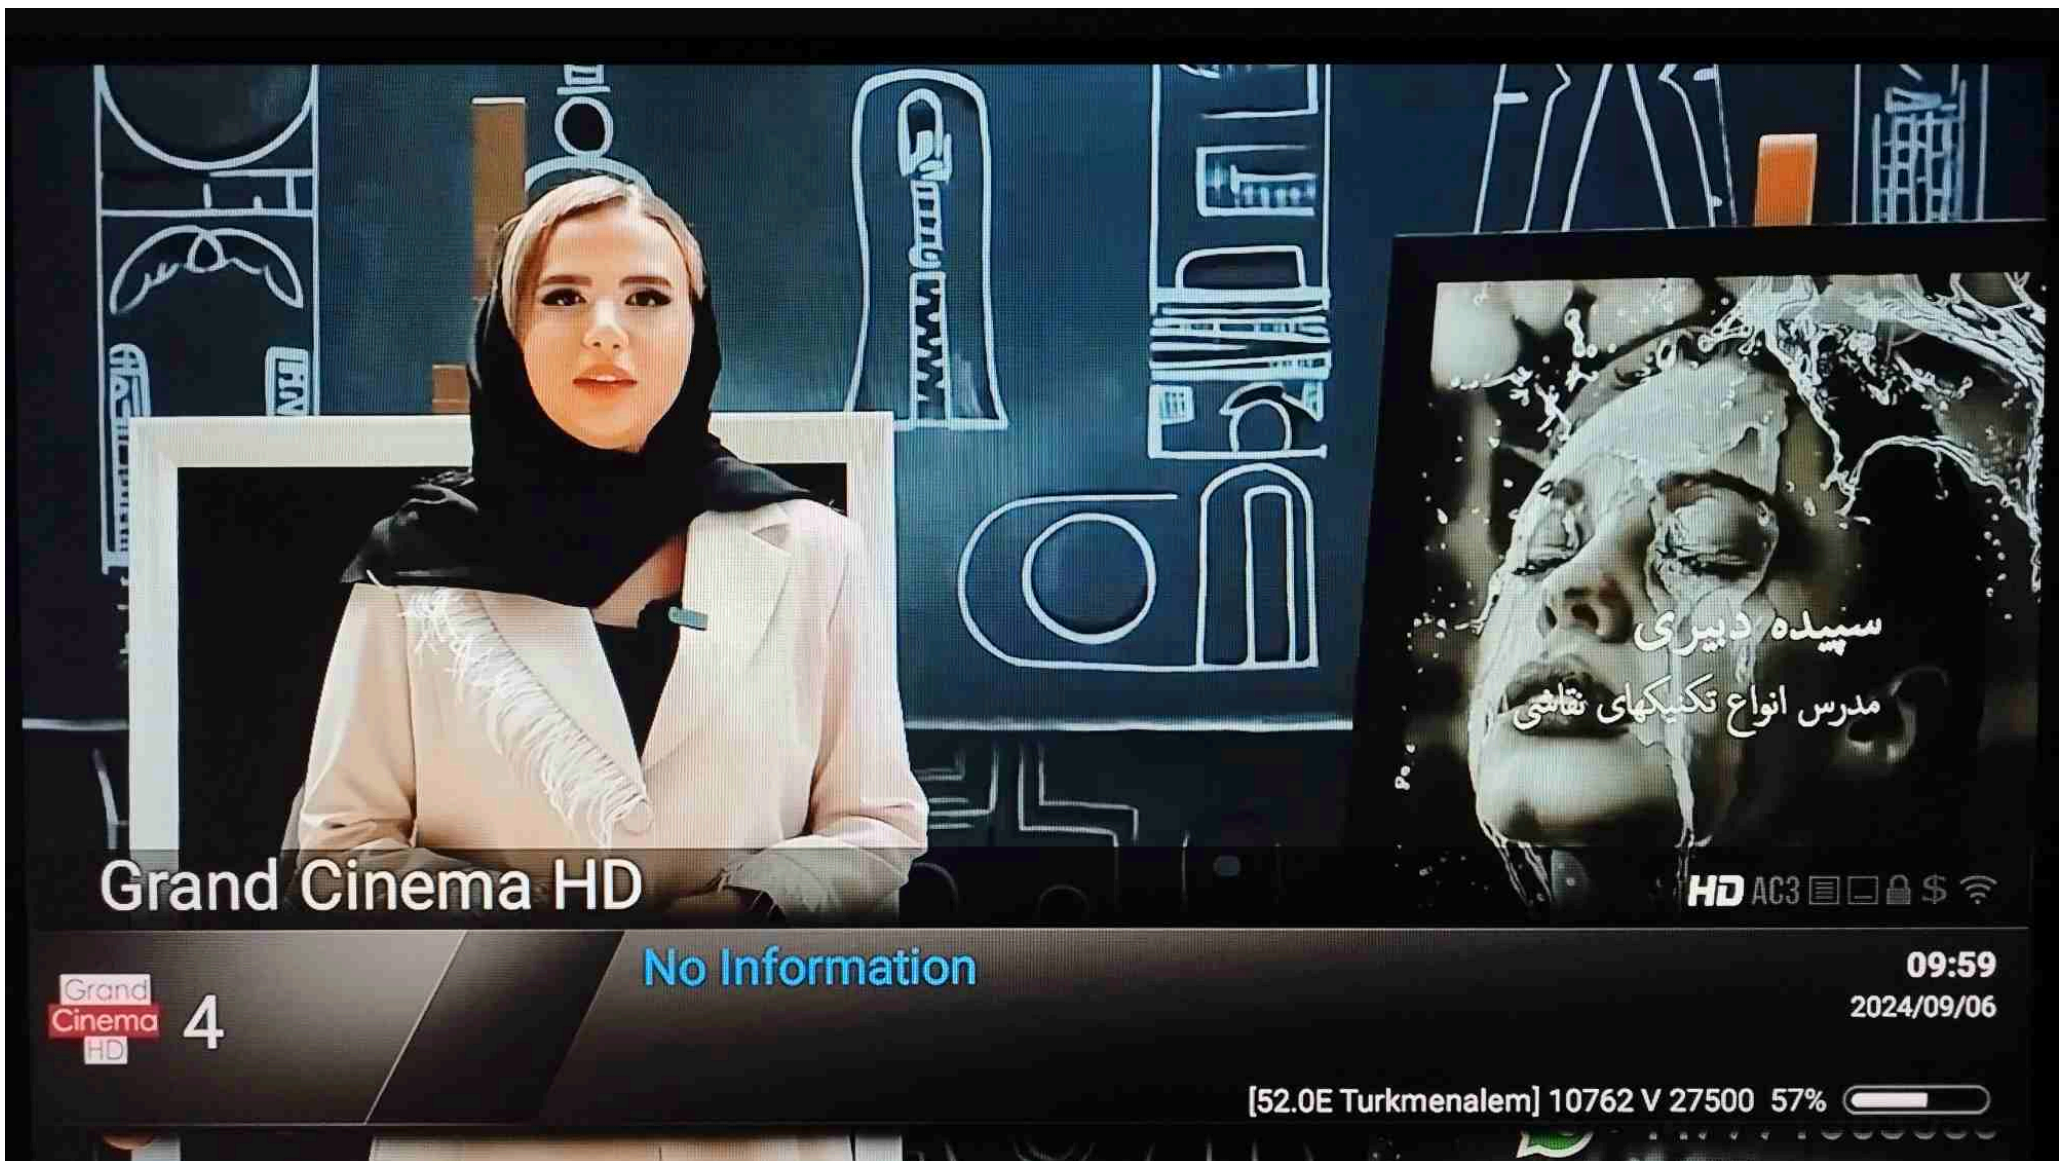 سپیده دبیری
مدرس انواع تکنیکهای نقاشی
Grand Cinema HD
HD AC3 $
No Information
Grand
Cinema
HD
4
09:59
2024/09/06
[52.0E Turkmenalem] 10762 V 27500 57%